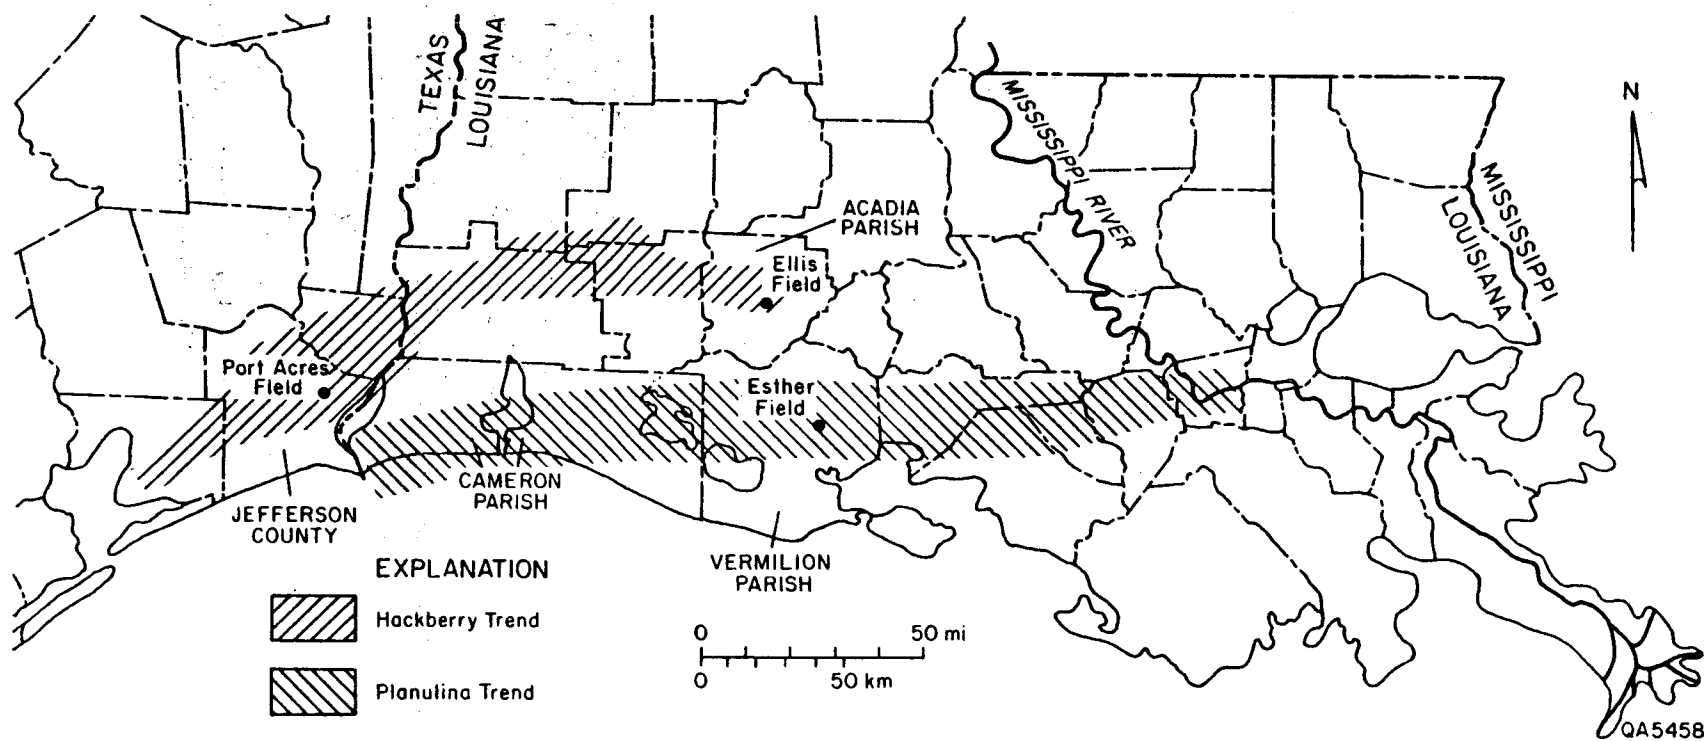 TEXAS
LOUISIANA
MISSISSIPPI RIVER
N
MISSISSIPPI
LOUISIANA
ACADIA
PARISH
Ellis
Field
Port Acres
Field
Esther
Field
CAMERON
PARISH
JEFFERSON
COUNTY
VERMILION
PARISH
EXPLANATION
Hackberry Trend
Planulina Trend
0 50 mi
0 50 km
QA5458